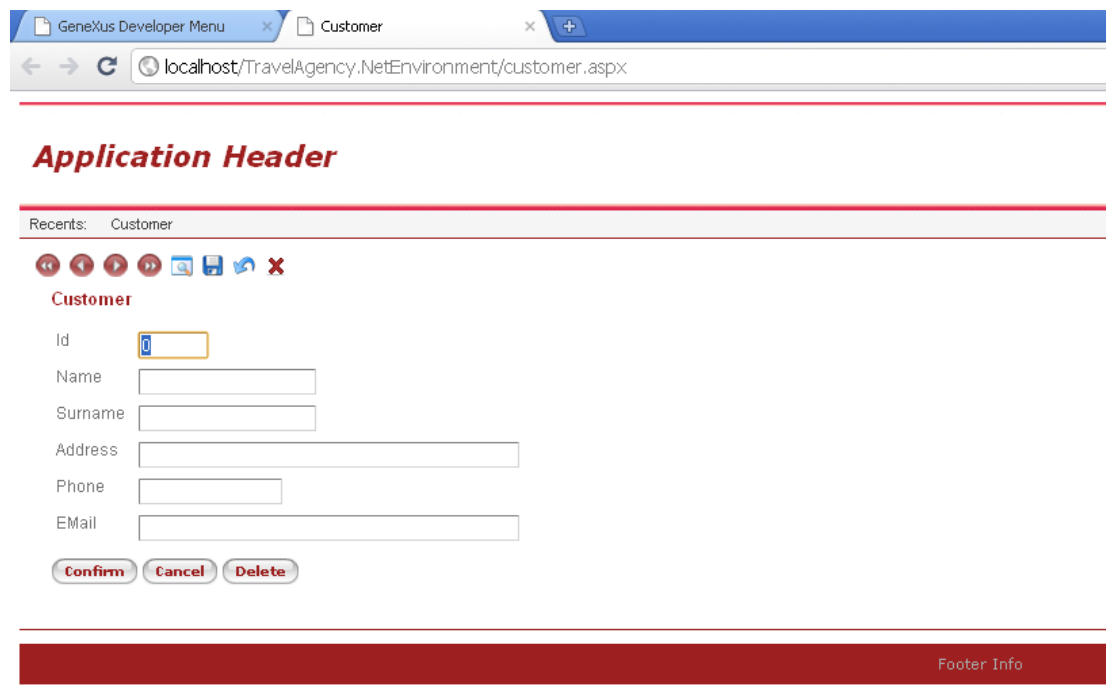 GeneXus Developer Menu Customer
localhost/TravelAgency.NetEnvironment/customer.aspx
Application Header
Recents: Customer
Customer
Id 0
Name
Surname
Address
Phone
EMail
Confirm Cancel Delete
Footer Info